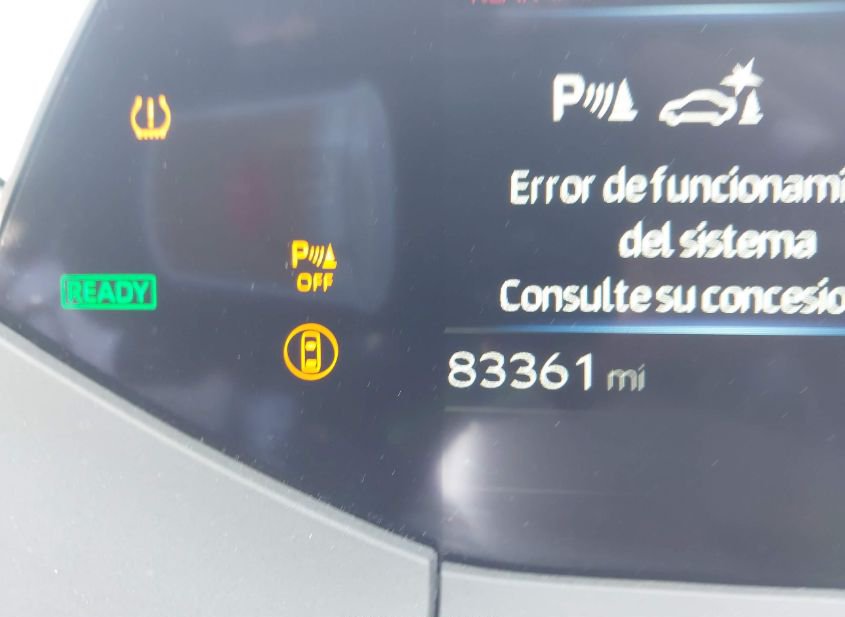 P
Error de funcionami
del sistema
READY
P
OFF
Consulte su concesio
83361 mi